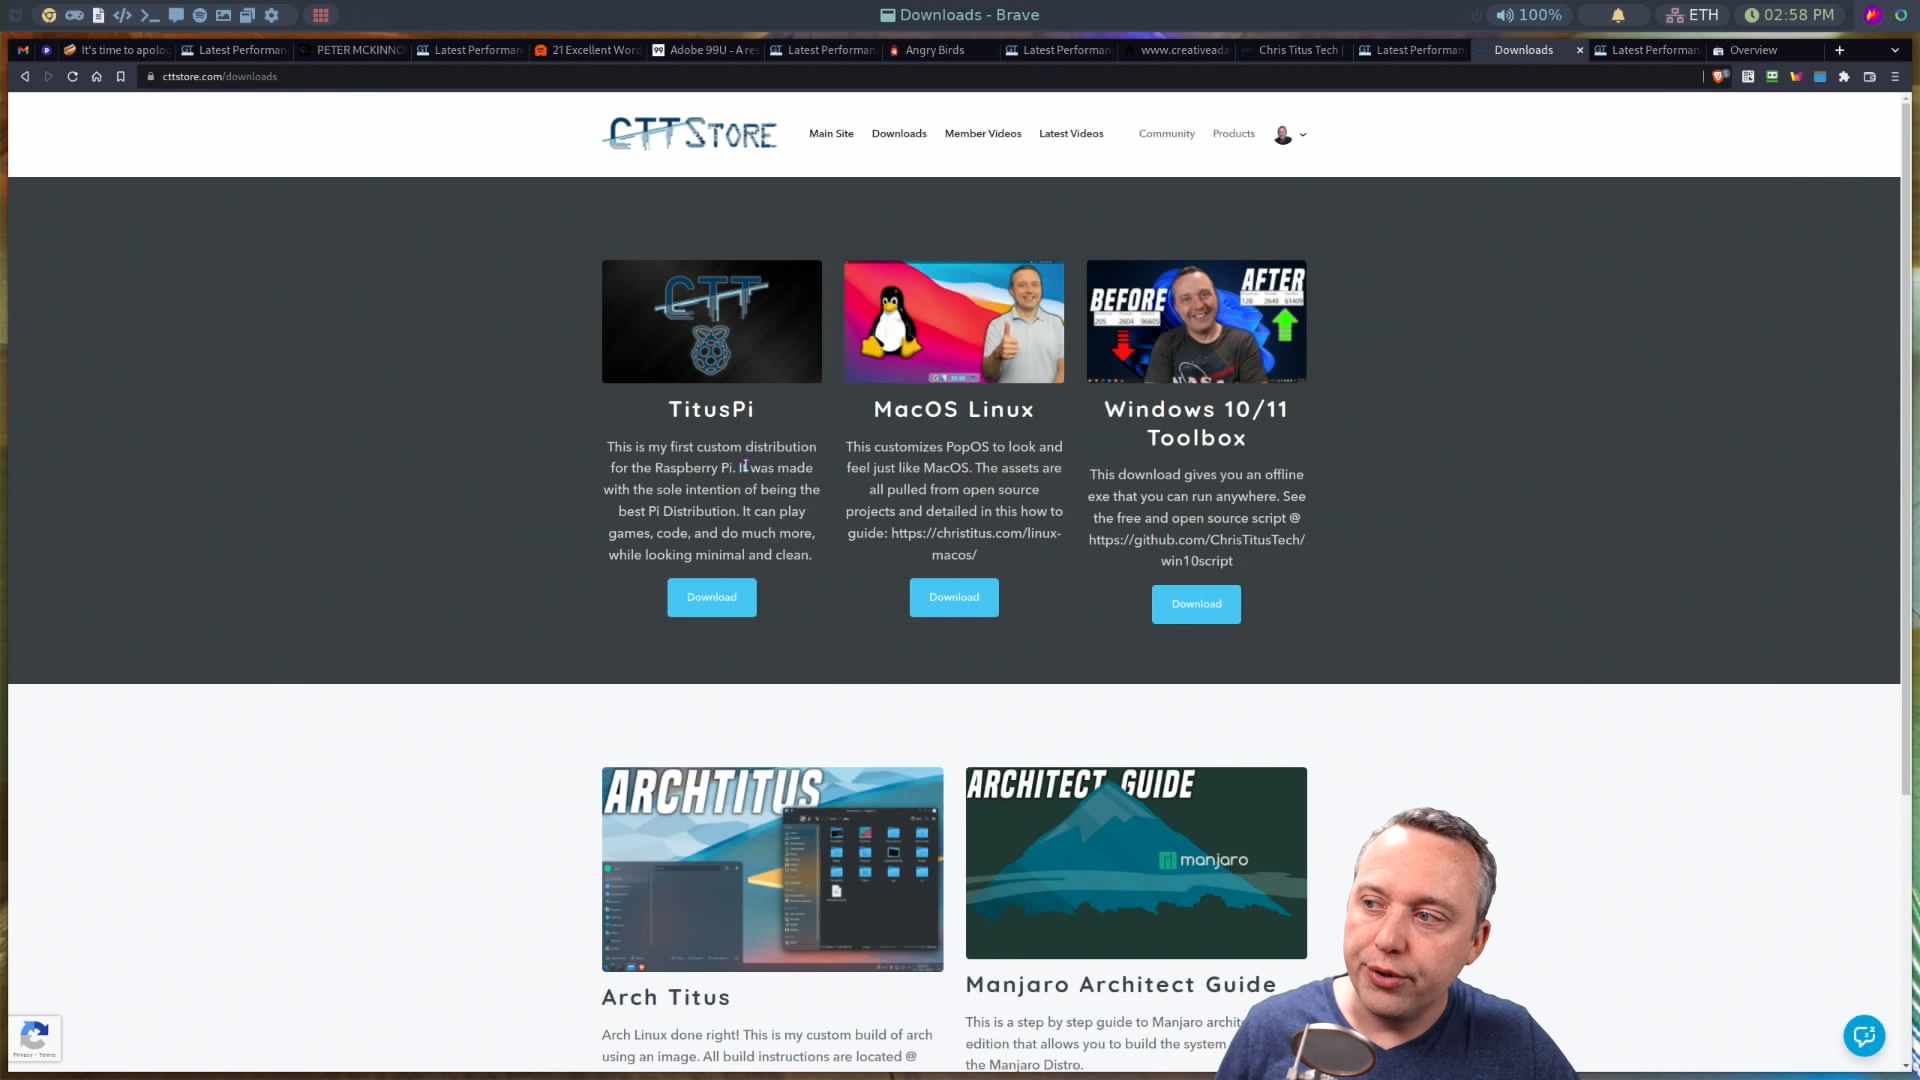 Downloads - Brave
100%
ETH
02:58 PM
It's time to apolog
Latest Performan
PETER MCKINNO
Latest Performan
21 Excellent Wor
Adobe 99U - A re
Latest Performan
Angry Birds
Latest Performan
www.creativeada
Chris Titus Tech |
Latest Performan
Downloads
Latest Performan
Overview
cttstore.com/downloads
CTTStore
Main Site
Downloads
Member Videos
Latest Videos
Community
Products
CTT
BEFORE
AFTER
TitusPi
This is my first custom distribution
for the Raspberry Pi. It was made
with the sole intention of being the
best Pi Distribution. It can play
games, code, and do much more,
while looking minimal and clean.
Download
MacOS Linux
This customizes PopOS to look and
feel just like MacOS. The assets are
all pulled from open source
projects and detailed in this how to
guide: https://christitus.com/linux-
macos/
Download
Windows 10/11
Toolbox
This download gives you an offline
exe that you can run anywhere. See
the free and open source script @
https://github.com/ChrisTitusTech/
win10script
Download
ARCHTITUS
Arch Titus
Arch Linux done right! This is my custom build of arch
using an image. All build instructions are located @
ARCHITECT GUIDE
manjaro
Manjaro Architect Guide
This is a step by step guide to Manjaro archit
edition that allows you to build the system
the Manjaro Distro.
Privacy - Terms